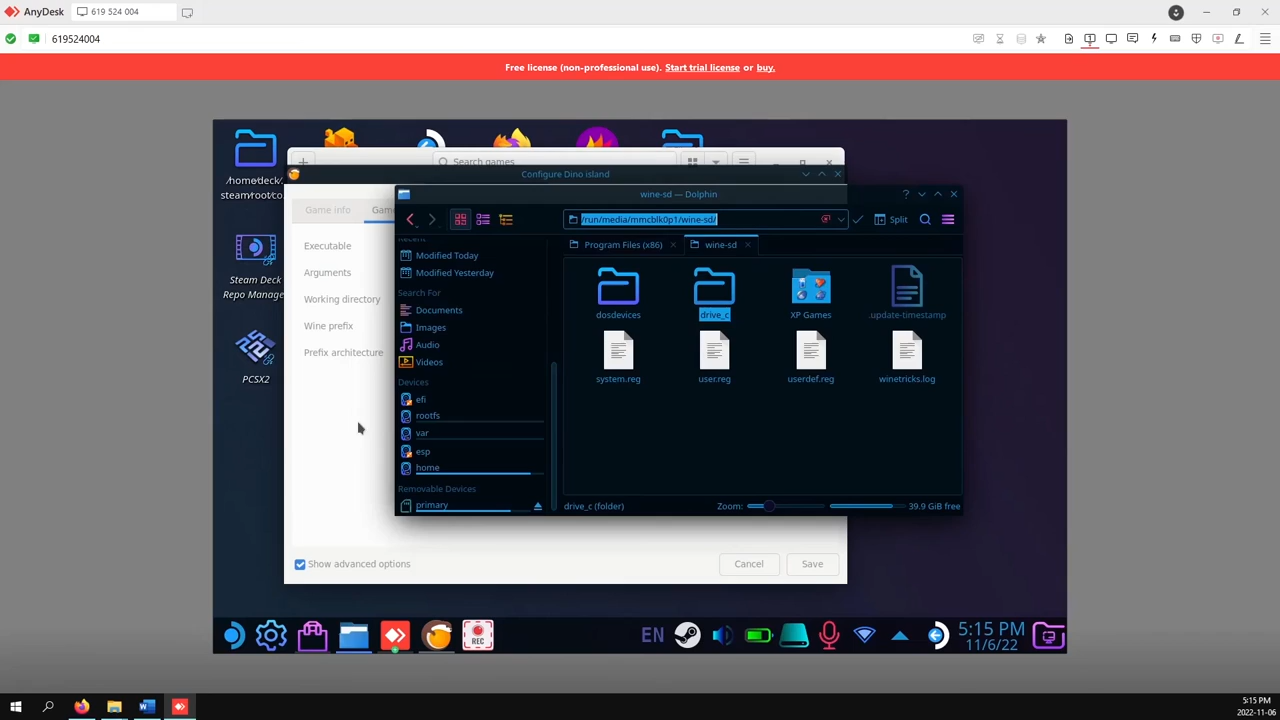 AnyDesk
619 524 004
619524004
Free license (non-professional use). Start trial license or buy.
/home/deck/
steamroot/to...
Steam Deck
Repo Manage
PCSX2
Search games
Configure Dino island
Game info
Gam
Executable
Arguments
Working directory
Wine prefix
Prefix architecture
Show advanced options
Cancel
Save
wine-sd — Dolphin
/run/media/mmcblk0p1/wine-sd/
Split
Program Files (x86)
wine-sd
Recent
Modified Today
Modified Yesterday
Search For
Documents
Images
Audio
Videos
Devices
efi
rootfs
var
esp
home
Removable Devices
primary
dosdevices
drive_c
XP Games
.update-timestamp
system.reg
user.reg
userdef.reg
winetricks.log
drive_c (folder)
Zoom:
39.9 GiB free
REC
EN
5:15 PM
11/6/22
5:15 PM
2022-11-06